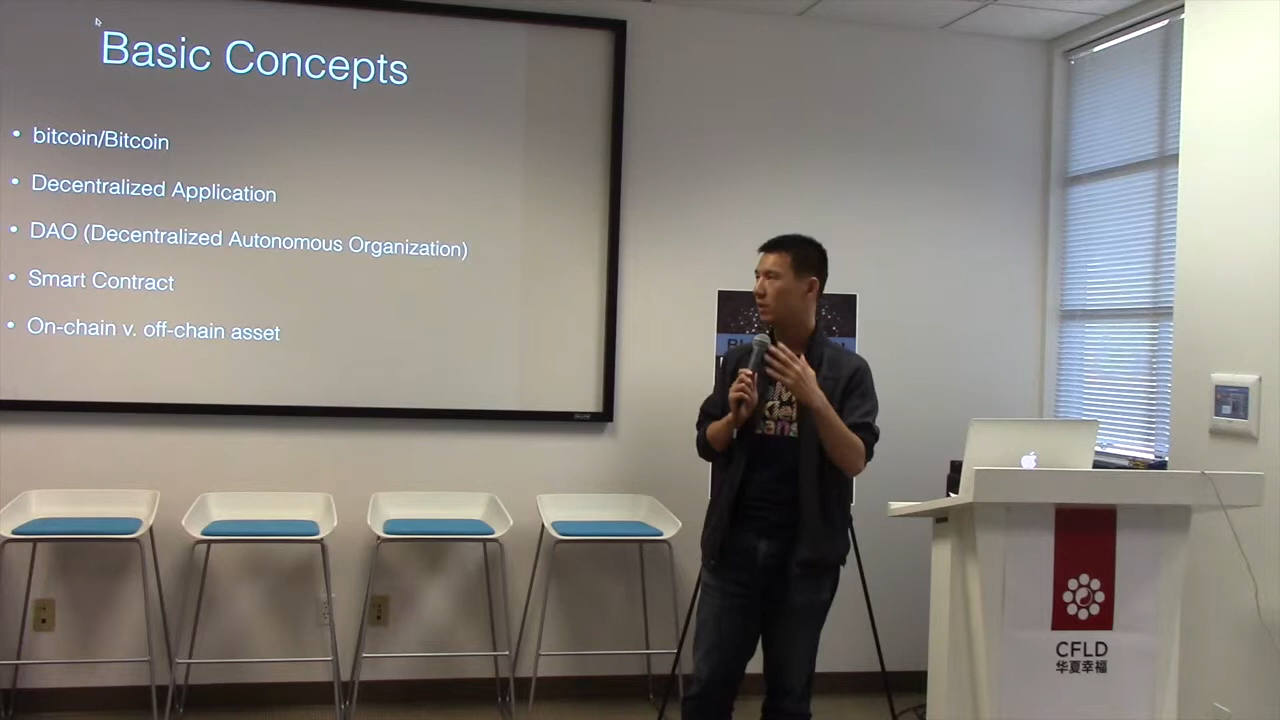 Basic Concepts
• bitcoin/Bitcoin
• Decentralized Application
• DAO (Decentralized Autonomous Organization)
• Smart Contract
• On-chain v. off-chain asset
CFLD
华夏幸福